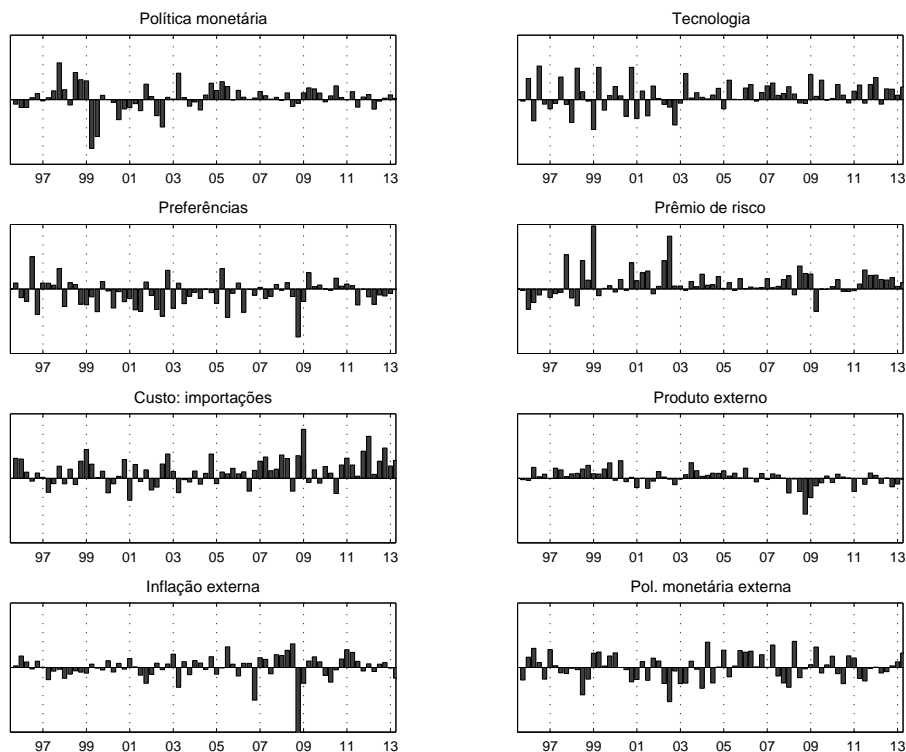 Política monetária
97 99 01 03 05 07 09 11 13
Tecnologia
97 99 01 03 05 07 09 11 13
Preferências
97 99 01 03 05 07 09 11 13
Prêmio de risco
97 99 01 03 05 07 09 11 13
Custo: importações
97 99 01 03 05 07 09 11 13
Produto externo
97 99 01 03 05 07 09 11 13
Inflação externa
97 99 01 03 05 07 09 11 13
Pol. monetária externa
97 99 01 03 05 07 09 11 13